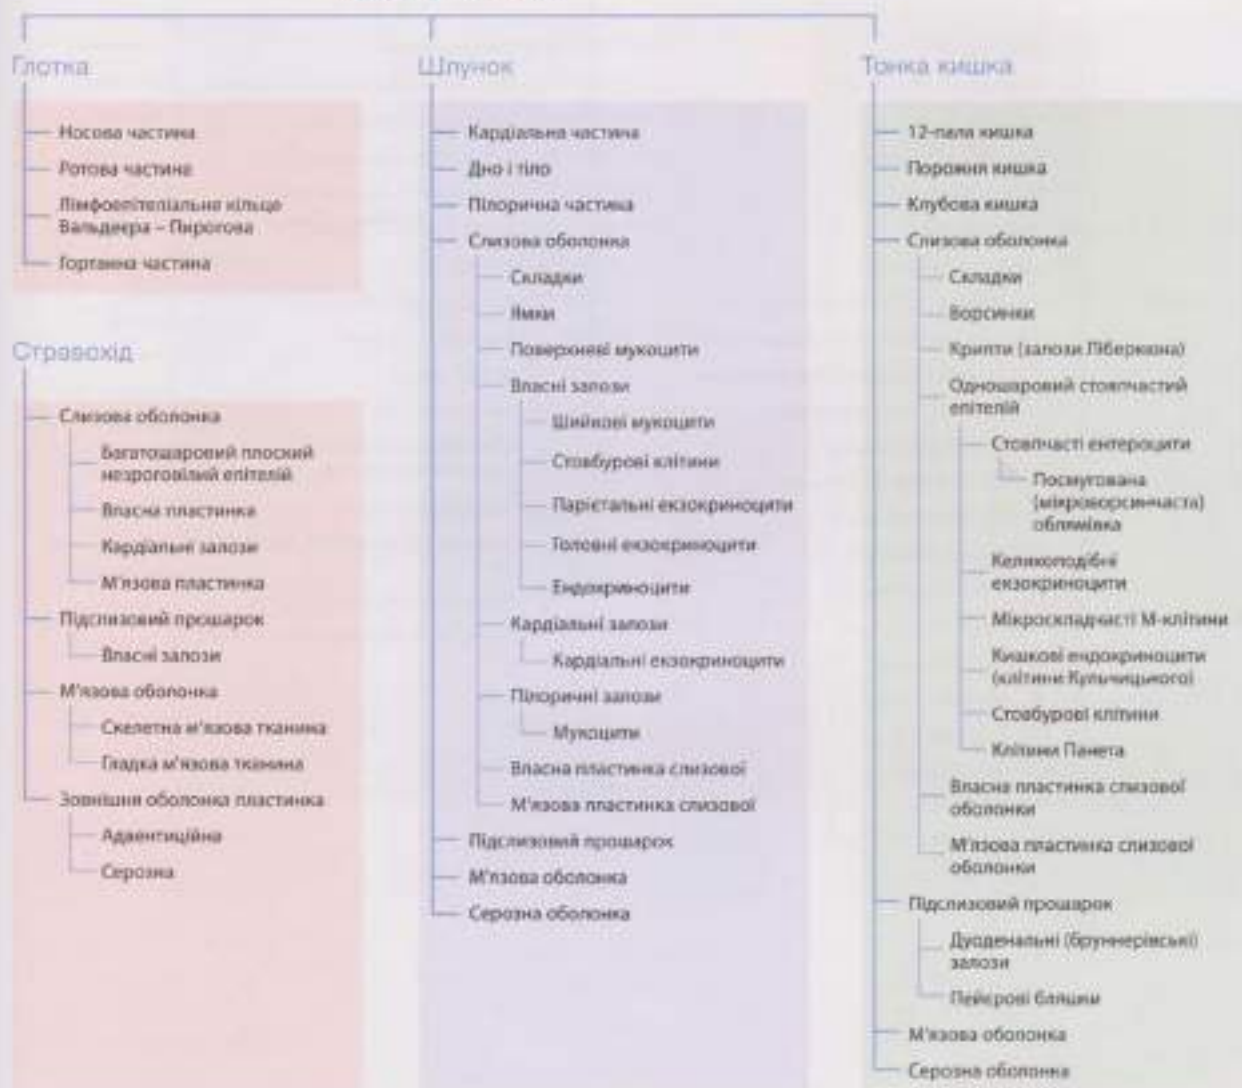 Глотка
Носова частина
Ротова частина
Лімфоепітеліальне кільце
Вальдеєра – Пирогова
Гортанна частина
Стравохід
Слизова оболонка
Багатошаровий плоский
незроговілий епітелій
Власна пластинка
Кардіальні залози
М'язова пластинка
Підслизовий прошарок
Власні залози
М'язова оболонка
Скелетна м'язова тканина
Гладка м'язова тканина
Зовнішня оболонка пластинка
Адвентиційна
Серозна
Шлунок
Кардіальна частина
Дно і тіло
Пілорична частина
Слизова оболонка
Складки
Ямки
Поверхневі мукоцити
Власні залози
Шийкові мукоцити
Стовбурові клітини
Парієтальні екзокриноцити
Головні екзокриноцити
Ендокриноцити
Кардіальні залози
Кардіальні екзокриноцити
Пілоричні залози
Мукоцити
Власна пластинка слизової
М'язова пластинка слизової
Підслизовий прошарок
М'язова оболонка
Серозна оболонка
Тонка кишка
12-пала кишка
Порожня кишка
Клубова кишка
Слизова оболонка
Складки
Ворсинки
Крипти (залози Ліберкюна)
Одношаровий стовпчастий
епітелій
Стовпчасті ентероцити
Посмугована
(мікроворсинчаста)
облямівка
Келихоподібні
екзокриноцити
Мікроскладчасті М-клітини
Кишкові ендокриноцити
(клітини Кульчицького)
Стовбурові клітини
Клітини Панета
Власна пластинка слизової
оболонки
М'язова пластинка слизової
оболонки
Підслизовий прошарок
Дуоденальні (бруннерівські)
залози
Пейєрові бляшки
М'язова оболонка
Серозна оболонка